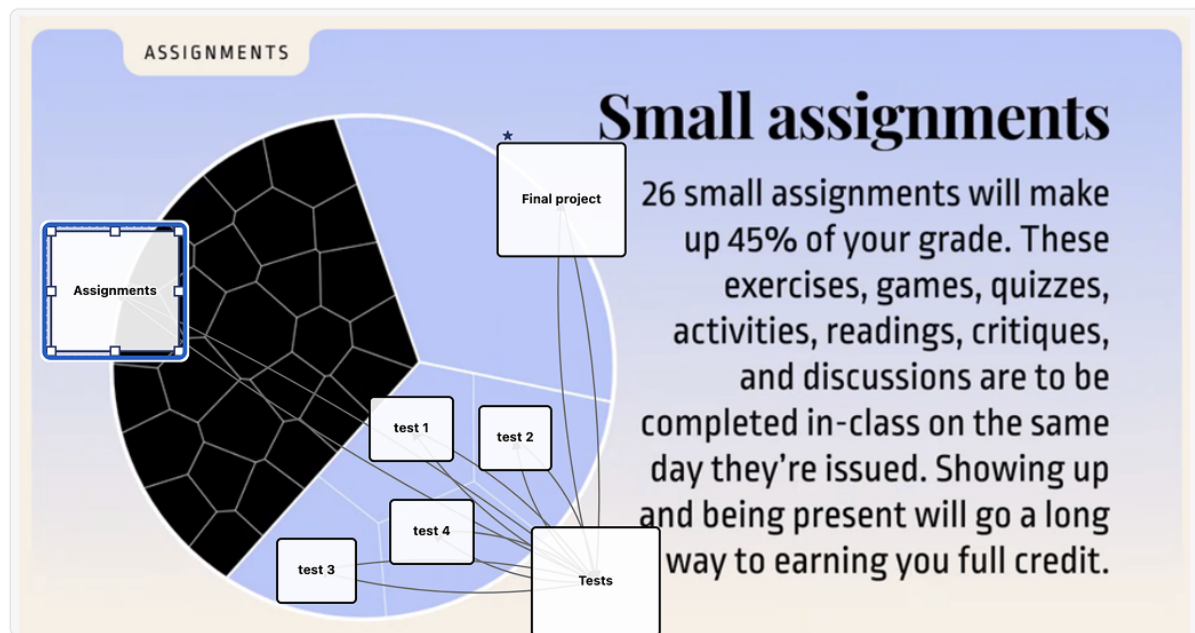 ASSIGNMENTS
Small assignments
26 small assignments will make
up 45% of your grade. These
exercises, games, quizzes,
activities, readings, critiques,
and discussions are to be
completed in-class on the same
day they’re issued. Showing up
and being present will go a long
way to earning you full credit.
Final project
Assignments
test 1
test 2
test 4
test 3
Tests